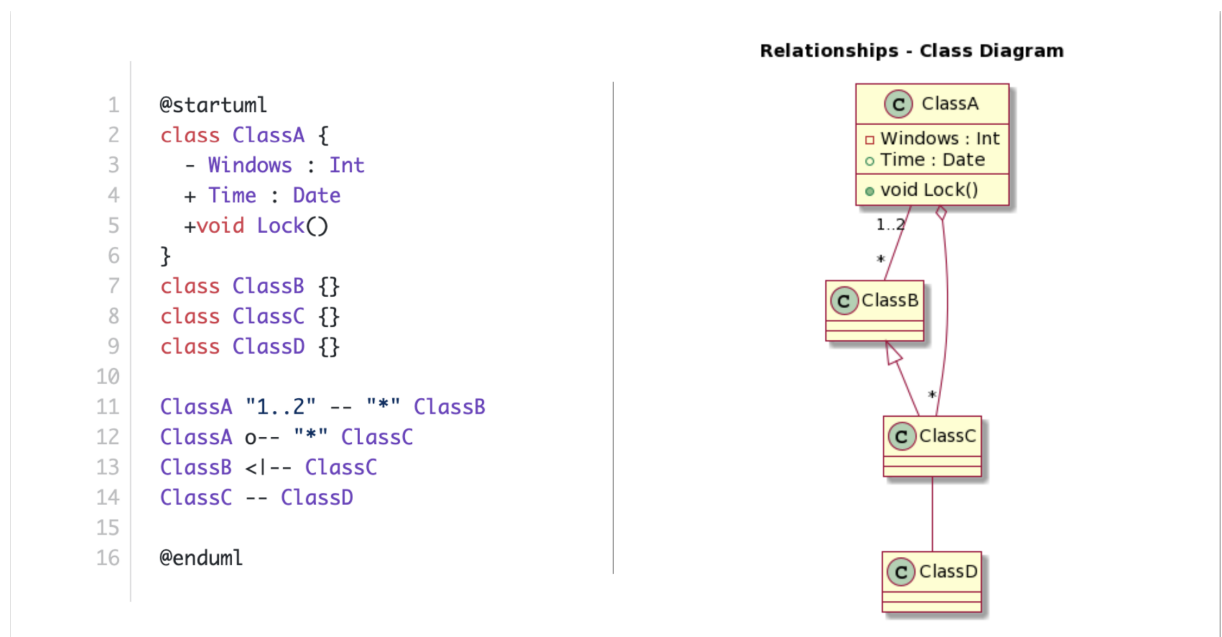 1 @startuml
2 class ClassA {
3 - Windows : Int
4 + Time : Date
5 +void Lock()
6 }
7 class ClassB {}
8 class ClassC {}
9 class ClassD {}
10
11 ClassA "1..2" -- "*" ClassB
12 ClassA o-- "*" ClassC
13 ClassB <|-- ClassC
14 ClassC -- ClassD
15
16 @enduml
Relationships - Class Diagram
C ClassA
Windows : Int
Time : Date
void Lock()
1..2
*
C ClassB
*
C ClassC
C ClassD